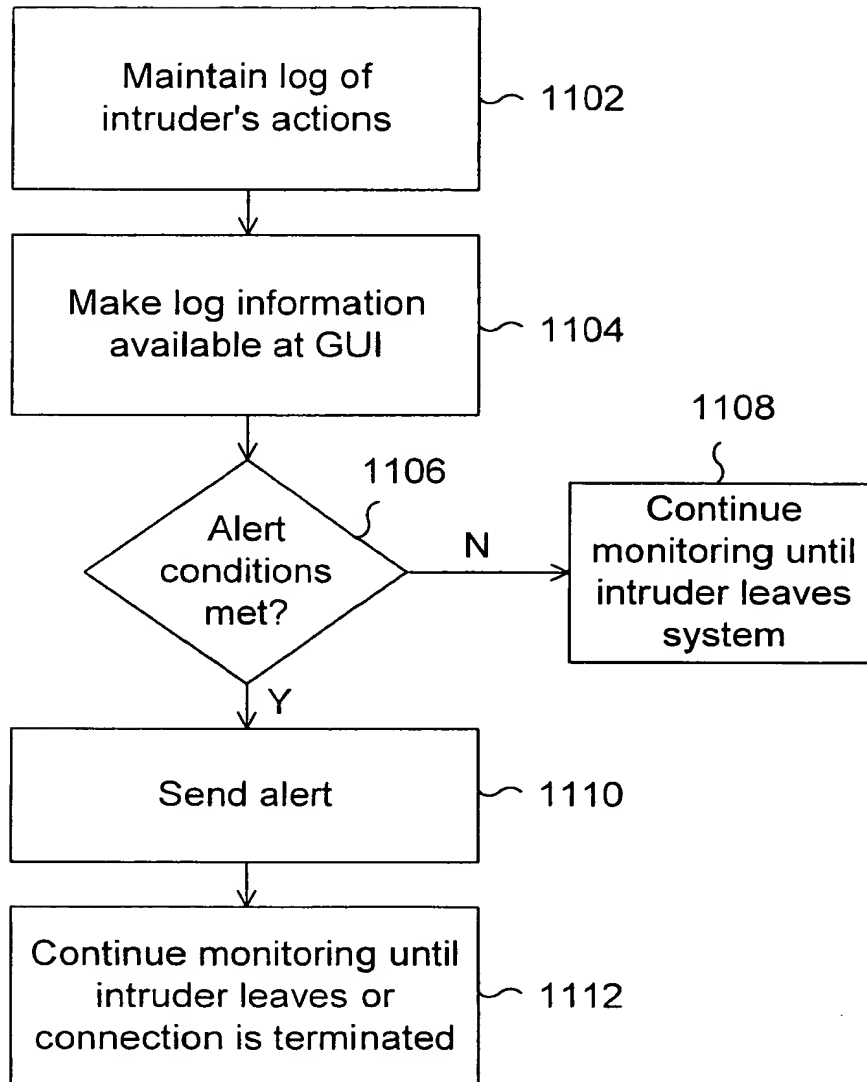 Maintain log of
intruder's actions
1102
Make log information
available at GUI
1104
1106
Alert
conditions
met?
N
1108
Continue
monitoring until
intruder leaves
system
Y
Send alert
1110
Continue monitoring until
intruder leaves or
connection is terminated
1112